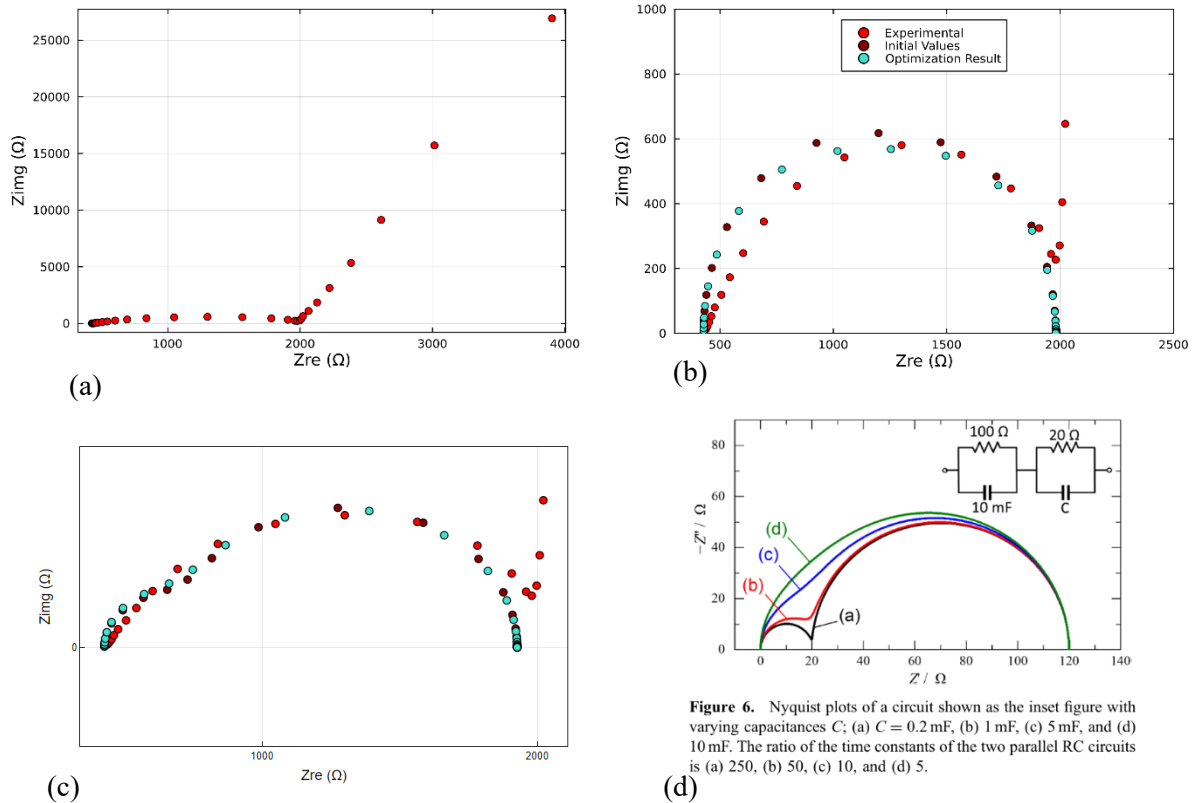 25000
20000
15000
10000
5000
0
Zimg (Ω)
1000
2000
3000
4000
Zre (Ω)
(a)
1000
800
600
400
200
0
Zimg (Ω)
Experimental
Initial Values
Optimization Result
500
1000
1500
2000
2500
Zre (Ω)
(b)
0
Zimg (Ω)
1000
2000
Zre (Ω)
(c)
80
70
60
50
40
30
20
10
0
−Z″ / Ω
100 Ω
20 Ω
10 mF
C
(d)
(c)
(b)
(a)
0
20
40
60
80
100
120
140
Z′ / Ω
Figure 6. Nyquist plots of a circuit shown as the inset figure with
varying capacitances C; (a) C = 0.2 mF, (b) 1 mF, (c) 5 mF, and (d)
10 mF. The ratio of the time constants of the two parallel RC circuits
is (a) 250, (b) 50, (c) 10, and (d) 5.
(d)